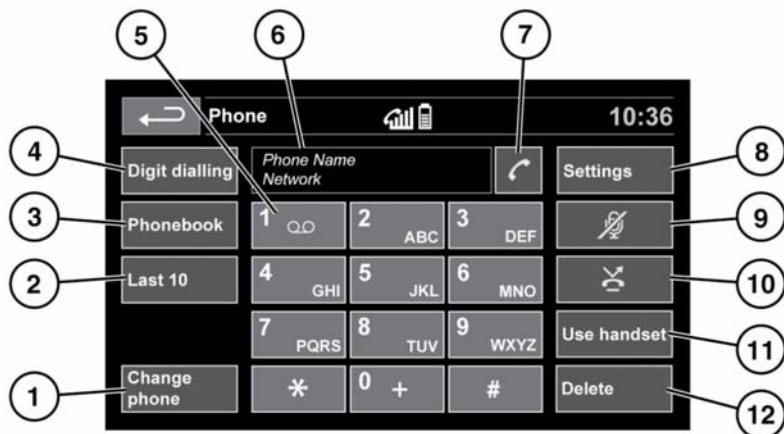 5
6
7
Phone
10:36
4
Digit dialling
Phone Name
Network
Settings
8
3
Phonebook
1
2 ABC
3 DEF
9
2
Last 10
4 GHI
5 JKL
6 MNO
10
7 PQRS
8 TUV
9 WXYZ
Use handset
11
1
Change
phone
*
0 +
#
Delete
12